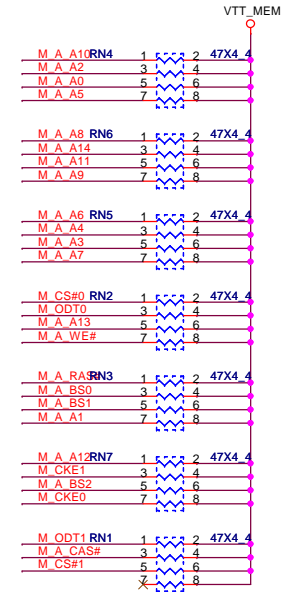 VTT_MEM
M_A_A10 RN4 1 2 47X4_4
M_A_A2 3 4
M_A_A0 5 6
M_A_A5 7 8
M_A_A8 RN6 1 2 47X4_4
M_A_A14 3 4
M_A_A11 5 6
M_A_A9 7 8
M_A_A6 RN5 1 2 47X4_4
M_A_A4 3 4
M_A_A3 5 6
M_A_A7 7 8
M_CS#0 RN2 1 2 47X4_4
M_ODT0 3 4
M_A_A13 5 6
M_A_WE# 7 8
M_A_RAS RN3 1 2 47X4_4
M_A_BS0 3 4
M_A_BS1 5 6
M_A_A1 7 8
M_A_A12 RN7 1 2 47X4_4
M_CKE1 3 4
M_A_BS2 5 6
M_CKE0 7 8
M_ODT1 RN1 1 2 47X4_4
M_A_CAS# 3 4
M_CS#1 5 6
7 8